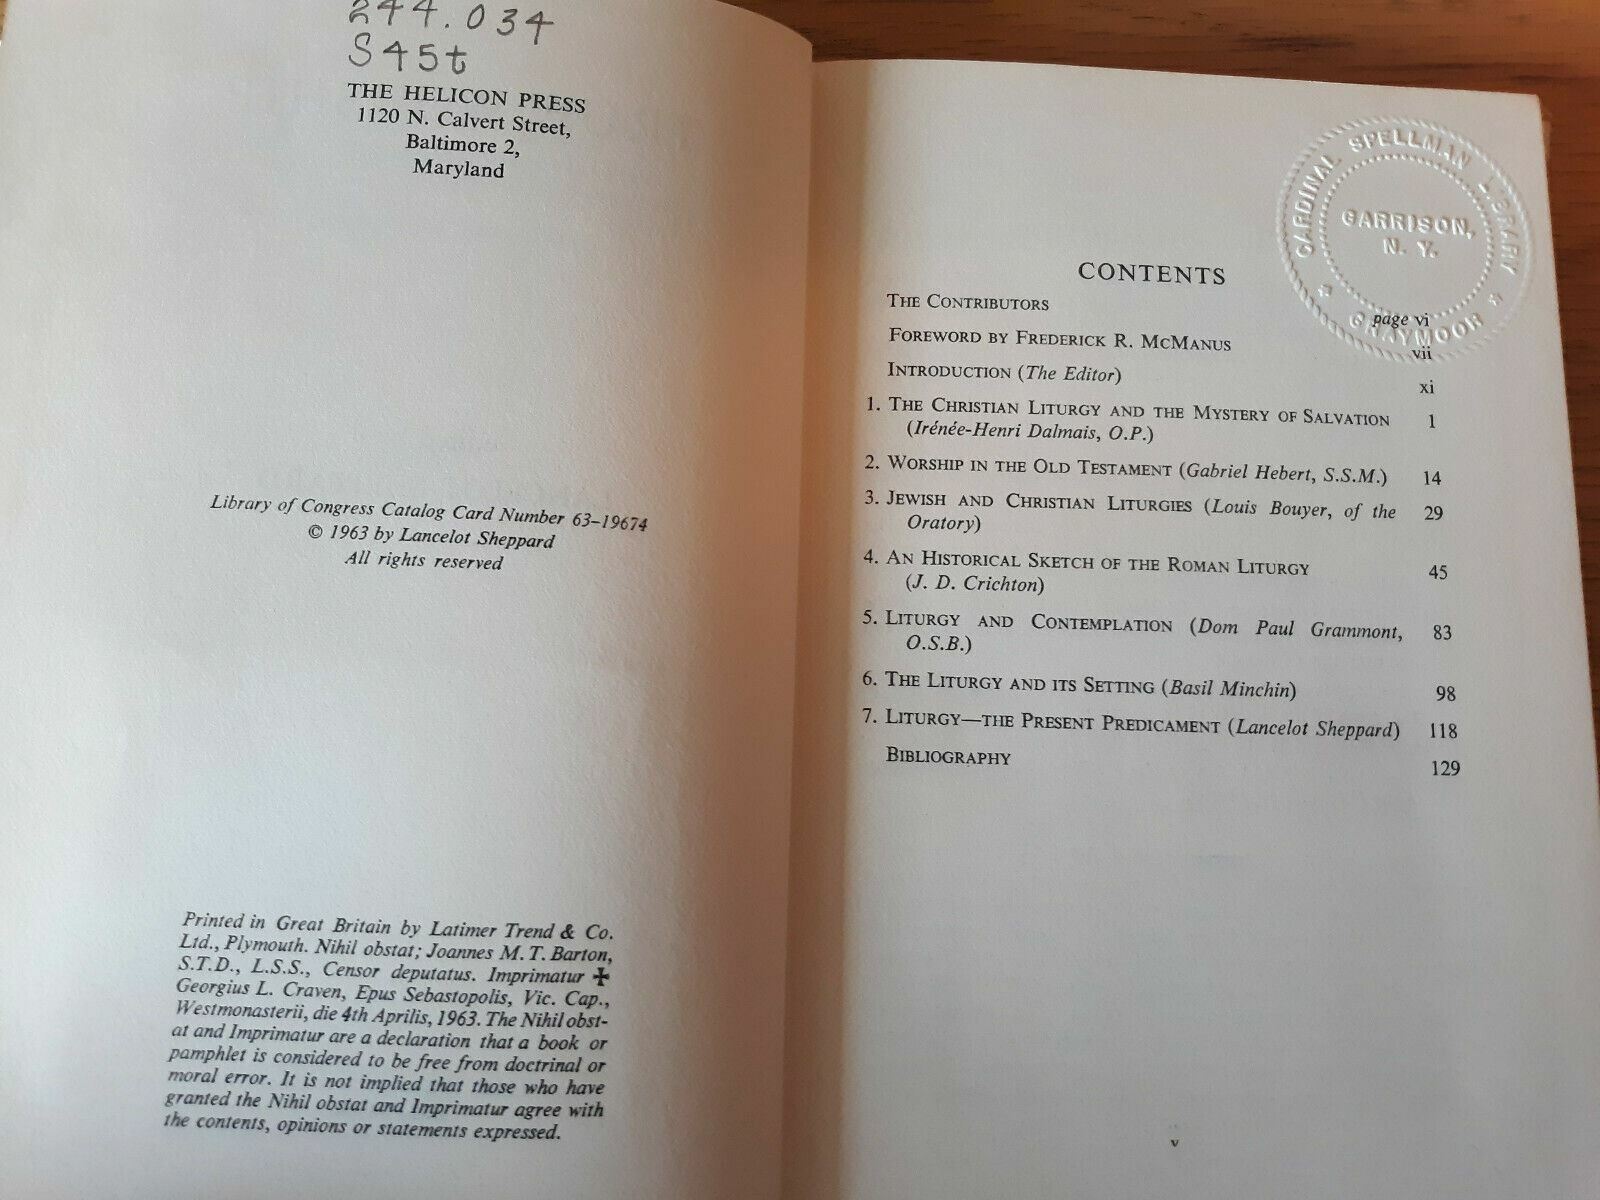 244.034
S45t
THE HELICON PRESS
1120 N. Calvert Street,
Baltimore 2,
Maryland
Library of Congress Catalog Card Number 63-19674
© 1963 by Lancelot Sheppard
All rights reserved
Printed in Great Britain by Latimer Trend & Co.
Ltd., Plymouth. Nihil obstat; Joannes M. T. Barton,
S.T.D., L.S.S., Censor deputatus. Imprimatur ✠
Georgius L. Craven, Epus Sebastopolis, Vic. Cap.,
Westmonasterii, die 4th Aprilis, 1963. The Nihil obst-
at and Imprimatur are a declaration that a book or
pamphlet is considered to be free from doctrinal or
moral error. It is not implied that those who have
granted the Nihil obstat and Imprimatur agree with
the contents, opinions or statements expressed.
CARDINAL SPELLMAN LIBRARY
GARRISON,
N. Y.
GRAYMOOR
CONTENTS
THE CONTRIBUTORS page vi
FOREWORD BY FREDERICK R. MCMANUS vii
INTRODUCTION (The Editor) xi
1. THE CHRISTIAN LITURGY AND THE MYSTERY OF SALVATION 1
(Irénée-Henri Dalmais, O.P.)
2. WORSHIP IN THE OLD TESTAMENT (Gabriel Hebert, S.S.M.) 14
3. JEWISH AND CHRISTIAN LITURGIES (Louis Bouyer, of the 29
Oratory)
4. AN HISTORICAL SKETCH OF THE ROMAN LITURGY 45
(J. D. Crichton)
5. LITURGY AND CONTEMPLATION (Dom Paul Grammont, 83
O.S.B.)
6. THE LITURGY AND ITS SETTING (Basil Minchin) 98
7. LITURGY—THE PRESENT PREDICAMENT (Lancelot Sheppard) 118
BIBLIOGRAPHY 129
v